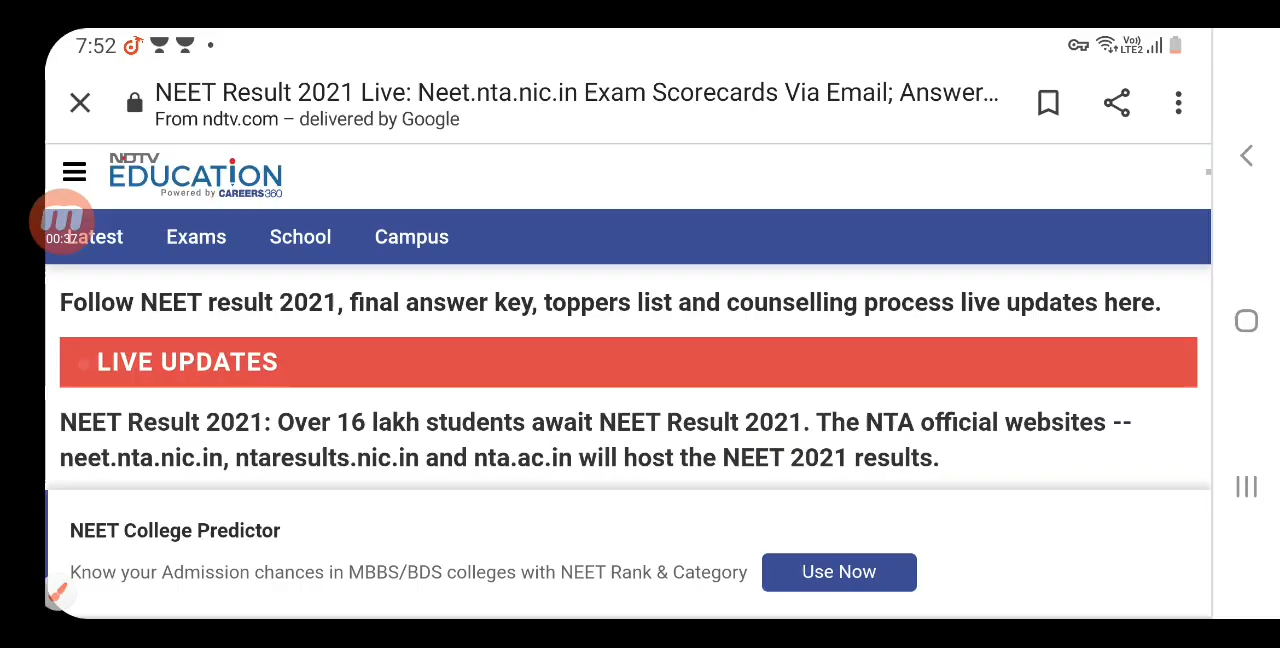 7:52
Vo)) LTE2
NEET Result 2021 Live: Neet.nta.nic.in Exam Scorecards Via Email; Answer...
From ndtv.com – delivered by Google
NDTV
EDUCATION
Powered by CAREERS360
00:37
atest Exams School Campus
Follow NEET result 2021, final answer key, toppers list and counselling process live updates here.
LIVE UPDATES
NEET Result 2021: Over 16 lakh students await NEET Result 2021. The NTA official websites --
neet.nta.nic.in, ntaresults.nic.in and nta.ac.in will host the NEET 2021 results.
NEET College Predictor
Know your Admission chances in MBBS/BDS colleges with NEET Rank & Category Use Now